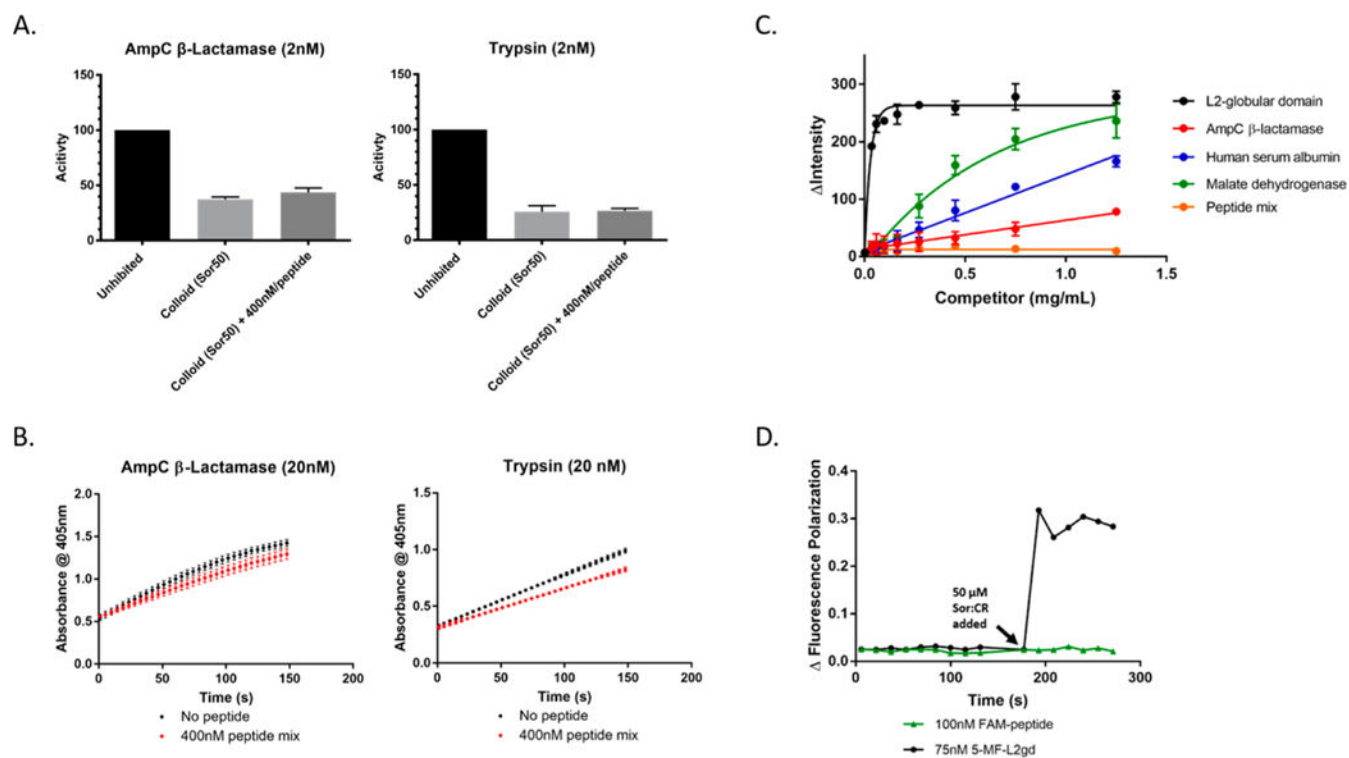 A.
AmpC β-Lactamase (2nM)
Acitivty
150
100
50
0
Unhibited
Colloid (Sor50)
Colloid (Sor50) + 400nM/peptide
Trypsin (2nM)
Acitivty
150
100
50
0
Unhibited
Colloid (Sor50)
Colloid (Sor50) + 400nM/peptide
C.
ΔIntensity
300
200
100
0
0.0 0.5 1.0 1.5
Competitor (mg/mL)
L2-globular domain
AmpC β-lactamase
Human serum albumin
Malate dehydrogenase
Peptide mix
B.
AmpC β-Lactamase (20nM)
Absorbance @ 405nm
2.0
1.5
1.0
0.5
0.0
0 50 100 150 200
Time (s)
No peptide
400nM peptide mix
Trypsin (20 nM)
Absorbance @ 405nm
1.5
1.0
0.5
0.0
0 50 100 150 200
Time (s)
No peptide
400nM peptide mix
D.
Δ Fluorescence Polarization
0.4
0.3
0.2
0.1
0.0
50 µM
Sor:CR
added
0 100 200 300
Time (s)
100nM FAM-peptide
75nM 5-MF-L2gd